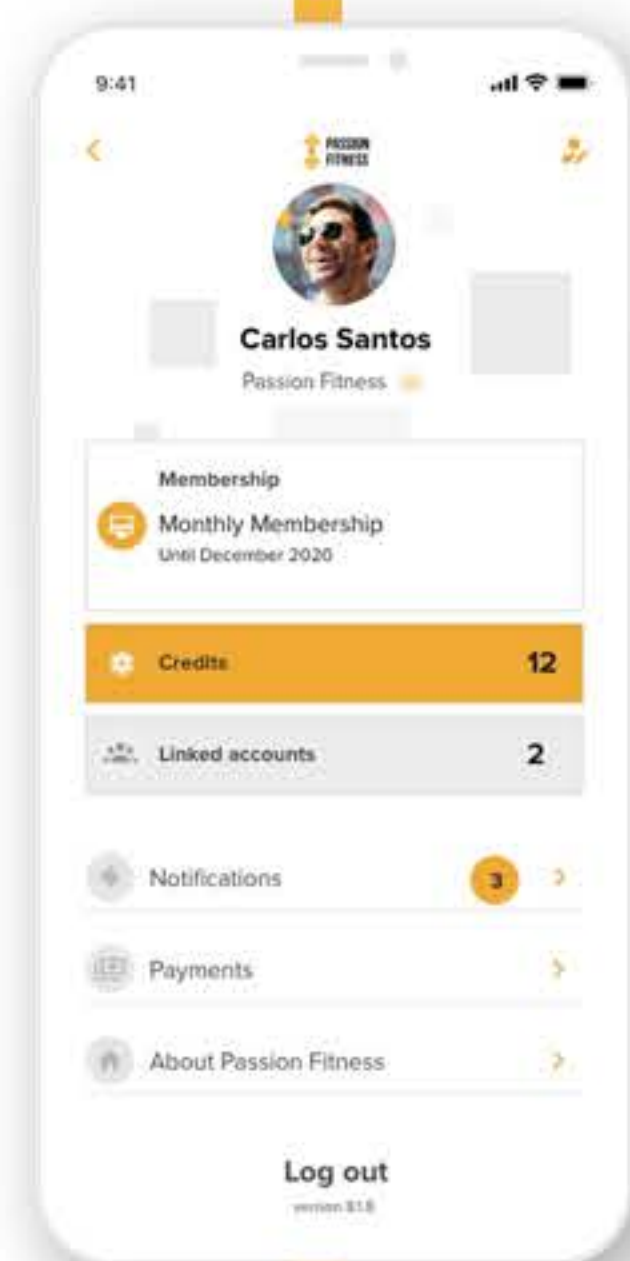 9:41
PASSION
FITNESS
Carlos Santos
Passion Fitness
Membership
Monthly Membership
Until December 2020
Credits
12
Linked accounts
2
Notifications
3
Payments
About Passion Fitness
Log out
version